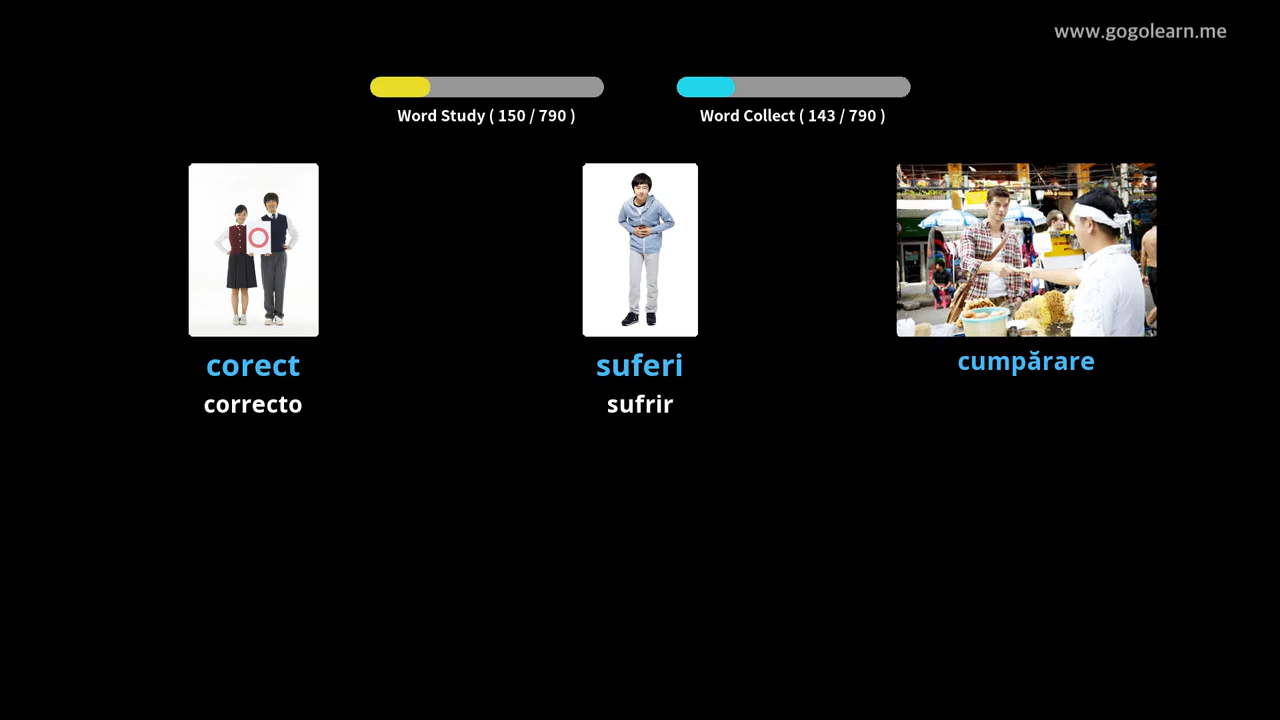 www.gogolearn.me
Word Study ( 150 / 790 )
Word Collect ( 143 / 790 )
corect
correcto
suferi
sufrir
cumpărare